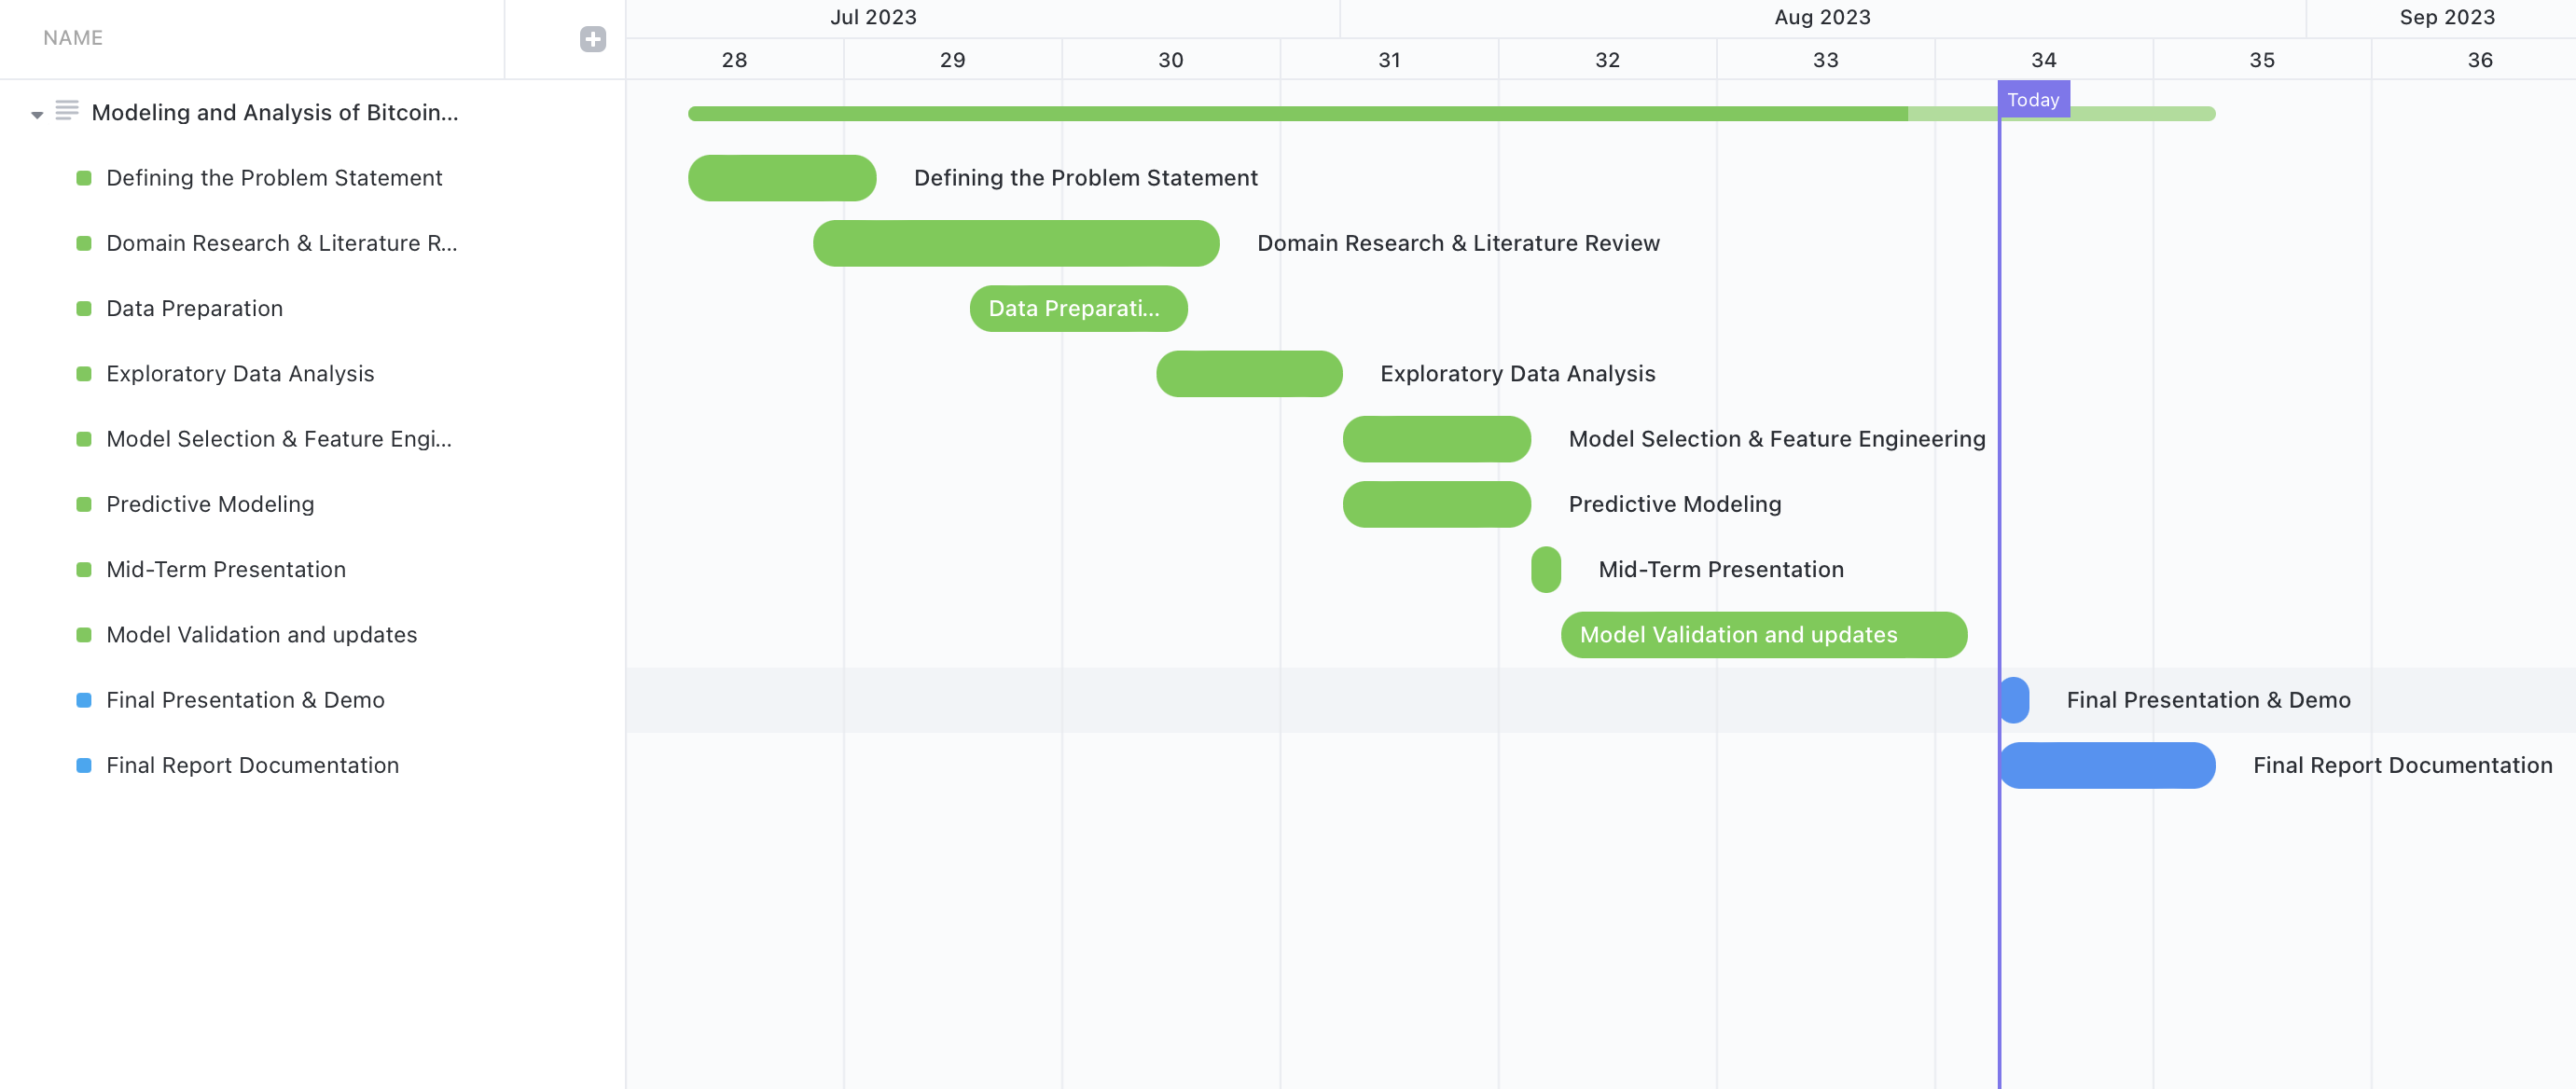 NAME
Jul 2023
Aug 2023
Sep 2023
28 29 30 31 32 33 34 35 36
Today
Modeling and Analysis of Bitcoin...
Defining the Problem Statement
Defining the Problem Statement
Domain Research & Literature R...
Domain Research & Literature Review
Data Preparation
Data Preparati...
Exploratory Data Analysis
Exploratory Data Analysis
Model Selection & Feature Engi...
Model Selection & Feature Engineering
Predictive Modeling
Predictive Modeling
Mid-Term Presentation
Mid-Term Presentation
Model Validation and updates
Model Validation and updates
Final Presentation & Demo
Final Presentation & Demo
Final Report Documentation
Final Report Documentation